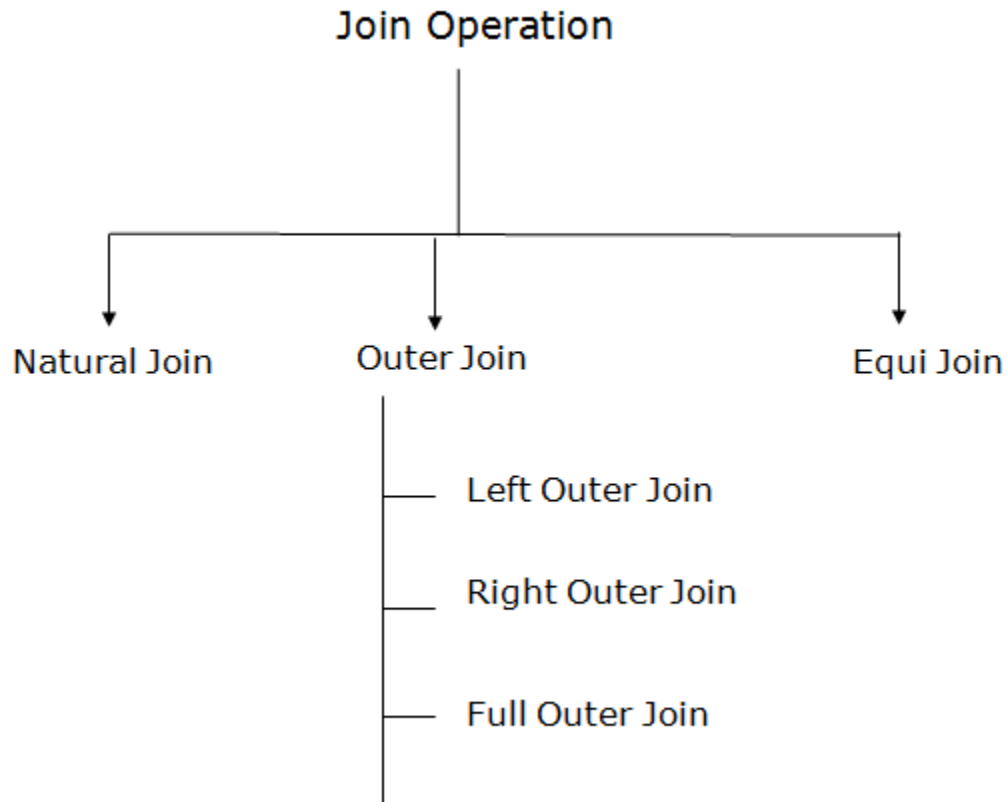 Join Operation
Natural Join
Outer Join
Equi Join
Left Outer Join
Right Outer Join
Full Outer Join